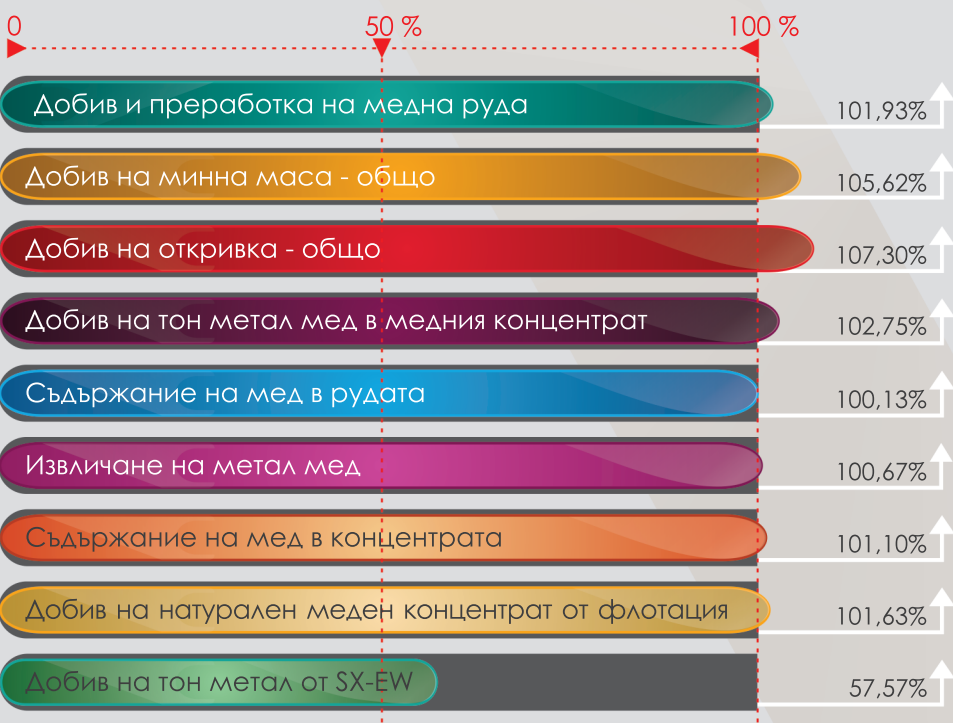 0 50 % 100 %
Добив и преработка на медна руда 101,93%
Добив на минна маса - общо 105,62%
Добив на откривка - общо 107,30%
Добив на тон метал мед в медния концентрат 102,75%
Съдържание на мед в рудата 100,13%
Извличане на метал мед 100,67%
Съдържание на мед в концентрата 101,10%
Добив на натурален меден концентрат от флотация 101,63%
Добив на тон метал от SX-EW 57,57%